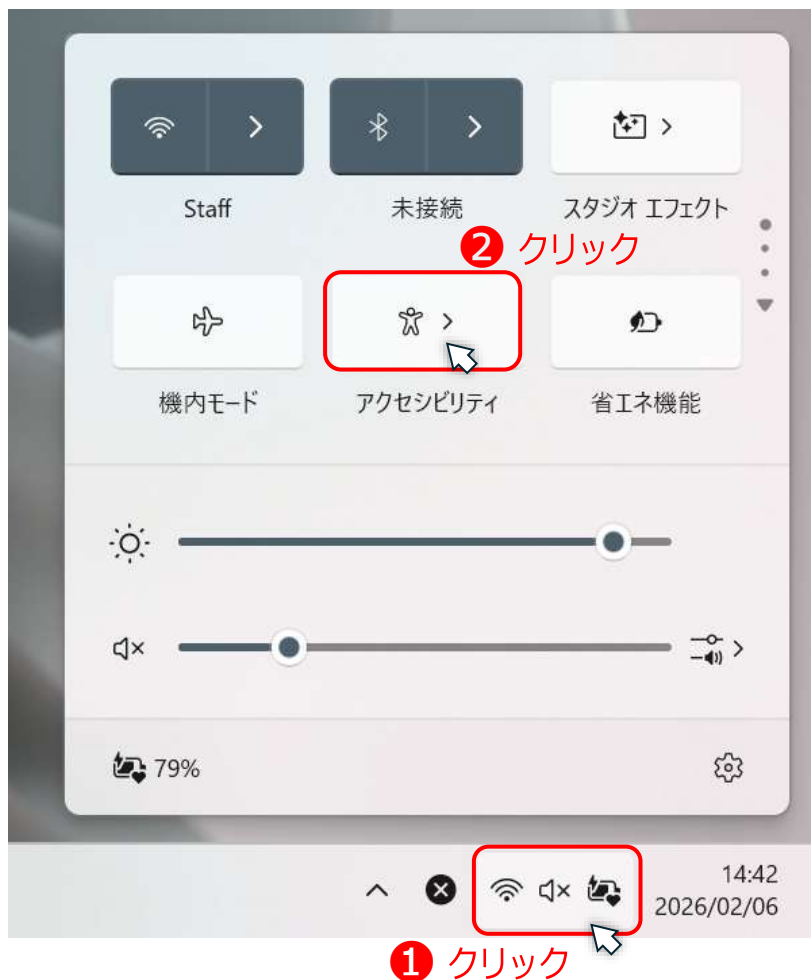 Staff
未接続
スタジオ エフェクト
❷ クリック
機内モード
アクセシビリティ
省エネ機能
79%
14:42
2026/02/06
❶ クリック